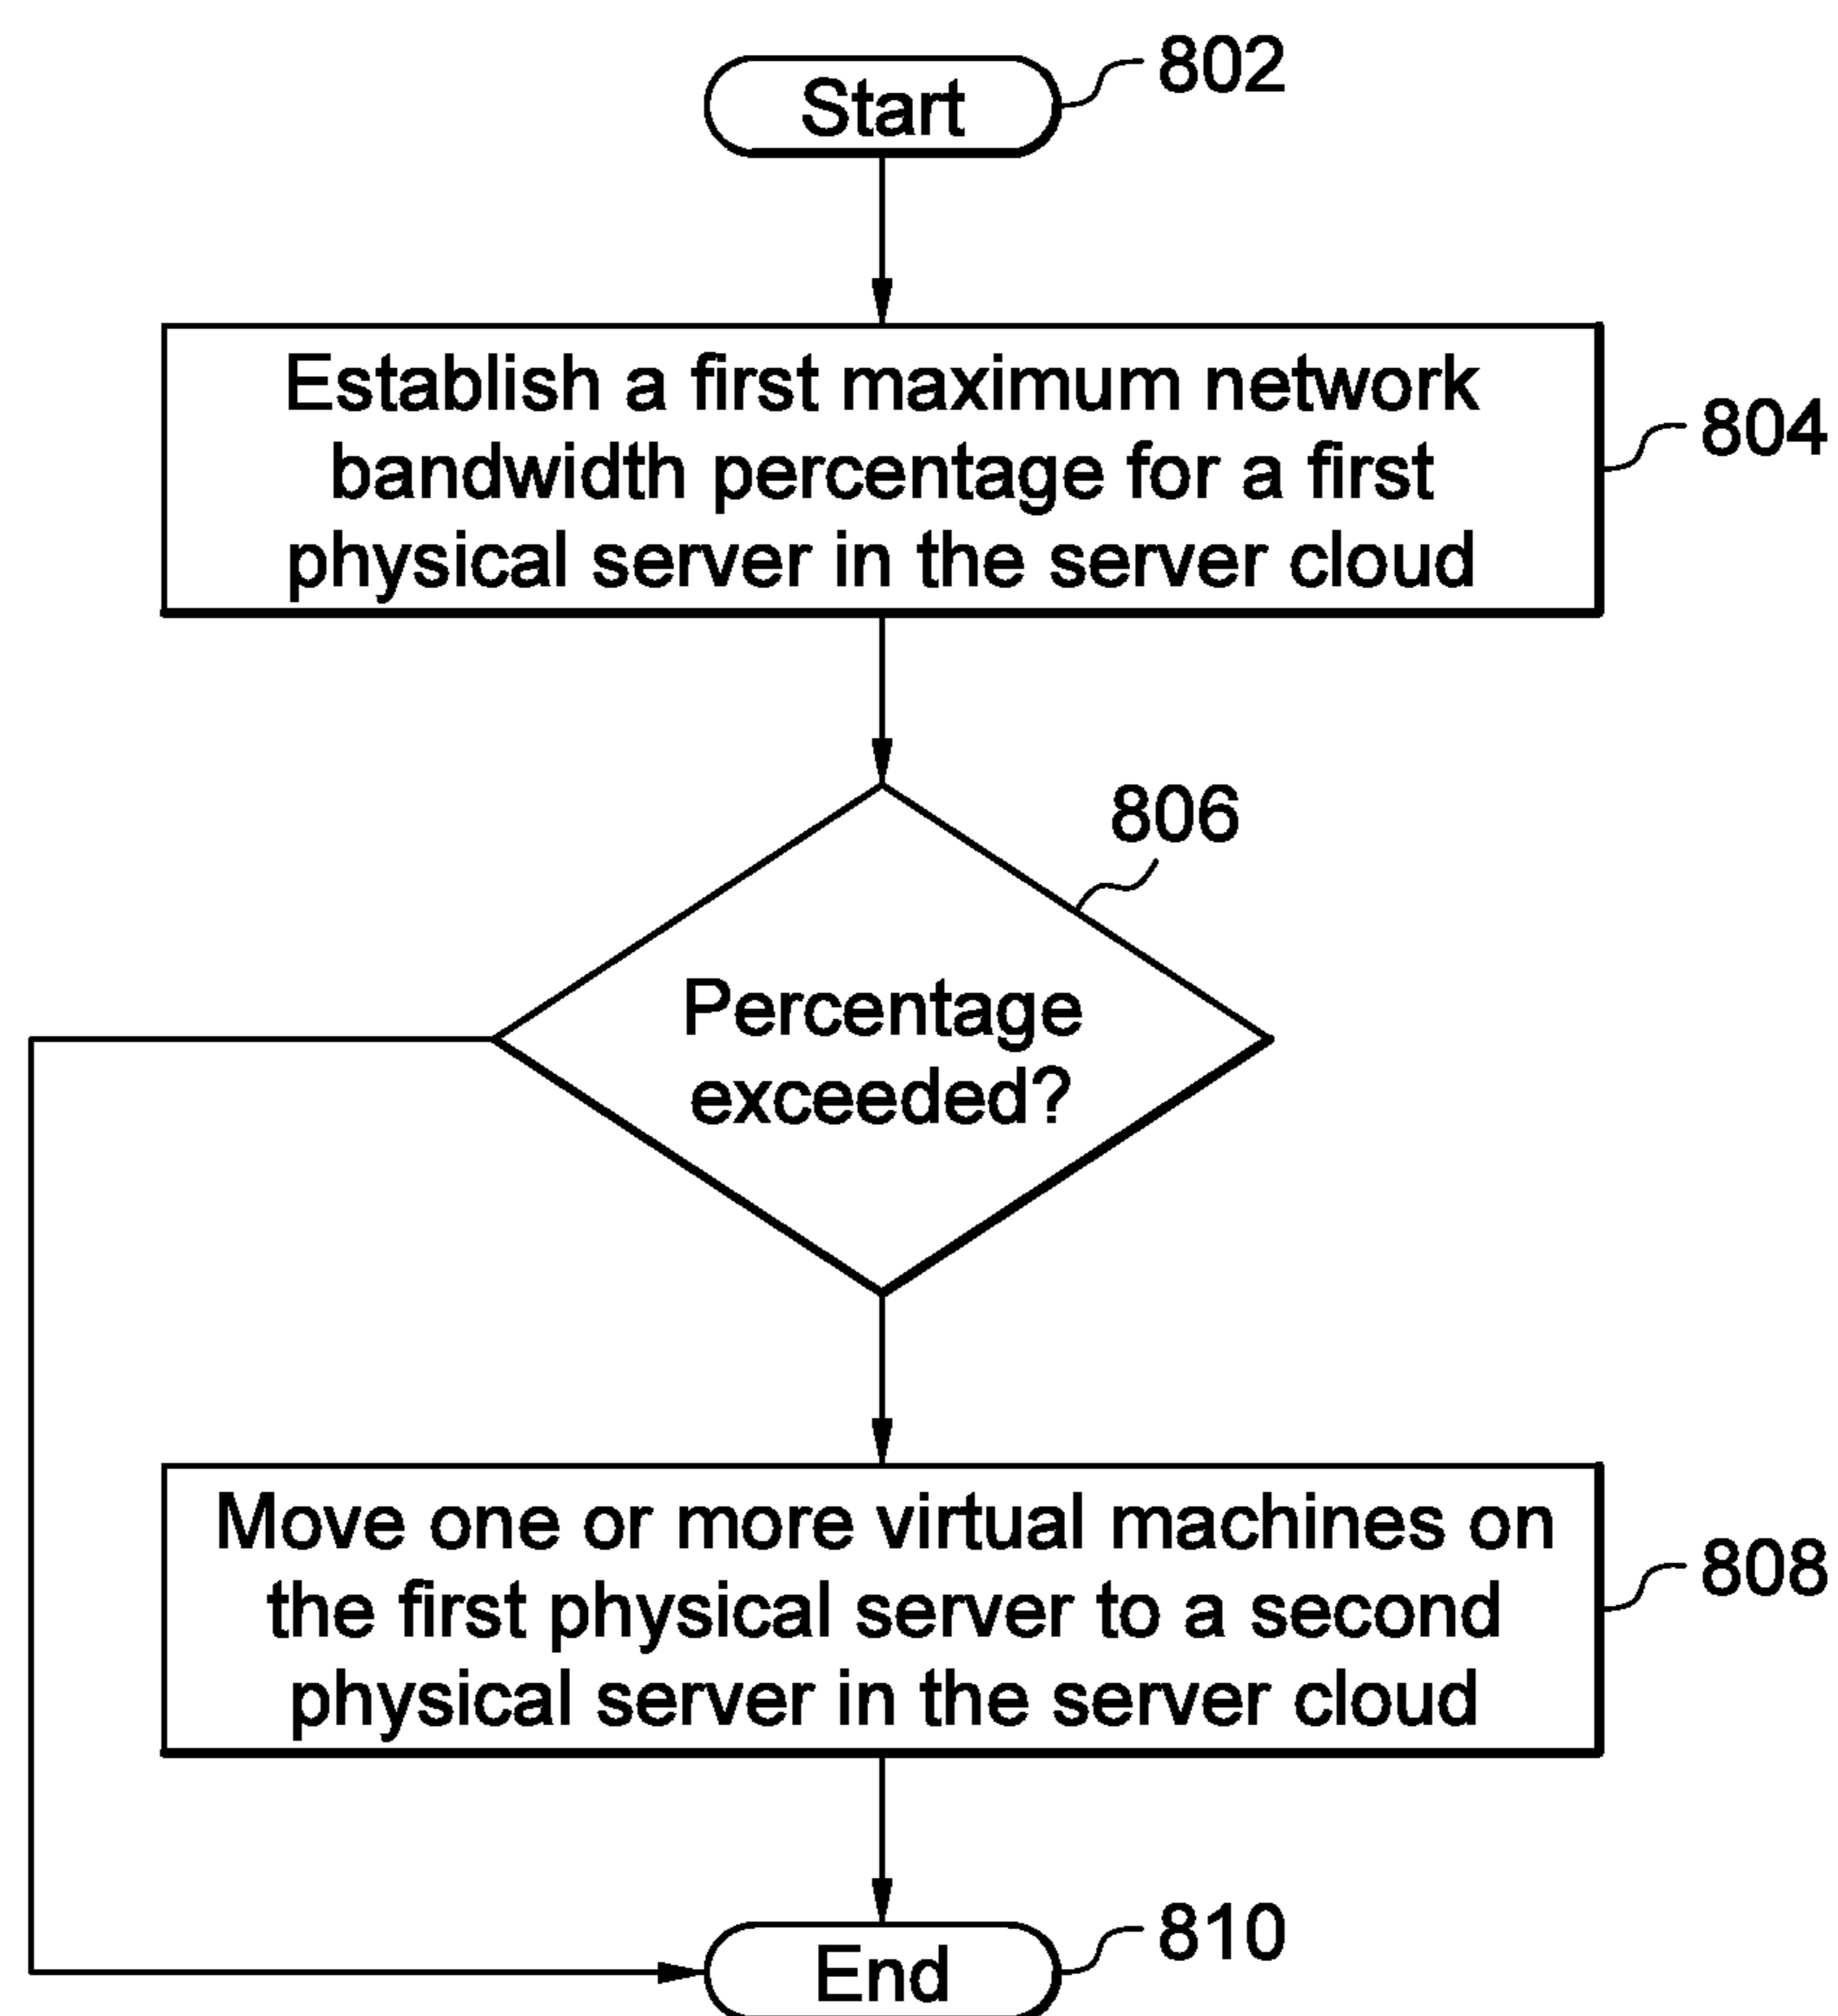 Start
802
Establish a first maximum network
bandwidth percentage for a first
physical server in the server cloud
804
806
Percentage
exceeded?
Move one or more virtual machines on
the first physical server to a second
physical server in the server cloud
808
End
810